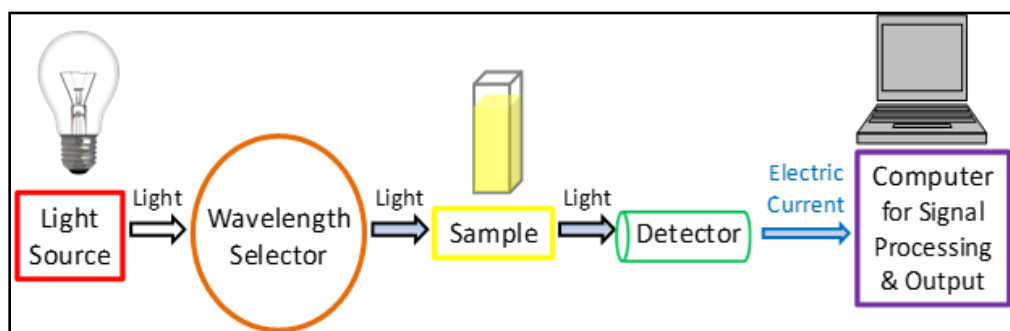 Light
Source
Light
Wavelength
Selector
Light
Sample
Light
Detector
Electric
Current
Computer
for Signal
Processing
& Output